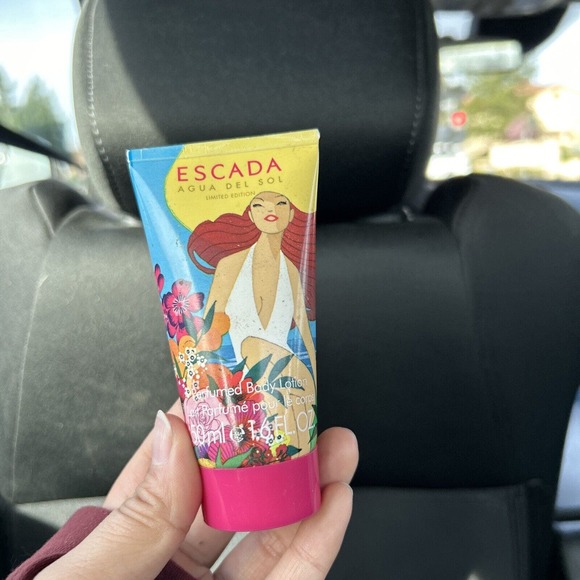 ESCADA
AGUA DEL SOL
LIMITED EDITION
Perfumed Body Lotion
Lait Parfumé pour le corps
50ml e 1.6 FL.OZ